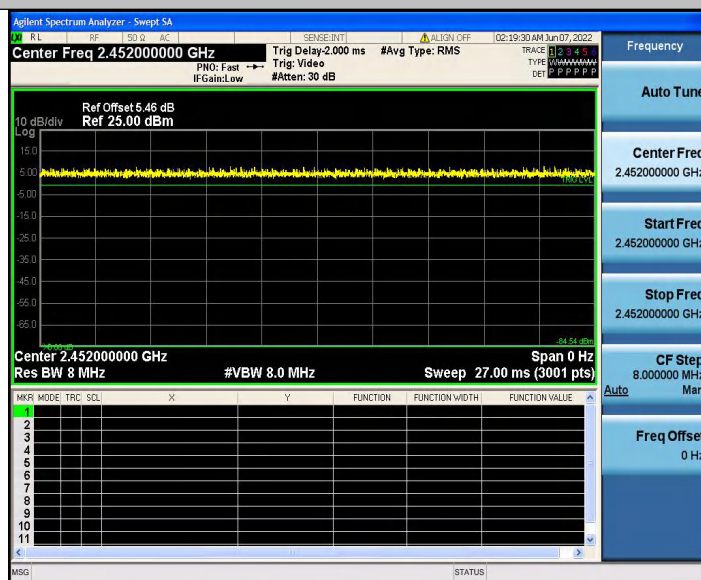 Agilent Spectrum Analyzer - Swept SA
RL RF 50 Ω AC SENSE:INT ALIGN OFF 02:19:30 AM Jun 07, 2022
Center Freq 2.452000000 GHz
PNO: Fast
IFGain:Low
Trig Delay-2.000 ms
Trig: Video
#Atten: 30 dB
#Avg Type: RMS
TRACE 1 2 3 4 5 6
TYPE
DET P P P P P P
Ref Offset 5.46 dB
10 dB/div Ref 25.00 dBm
Log
15.0
5.00
TRIG LVL
-5.00
-15.0
-25.0
-35.0
-45.0
-55.0
-65.0
-84.54 dBm
Center 2.452000000 GHz Span 0 Hz
Res BW 8 MHz #VBW 8.0 MHz Sweep 27.00 ms (3001 pts)
MKR MODE TRC SCL X Y FUNCTION FUNCTION WIDTH FUNCTION VALUE
1
2
3
4
5
6
7
8
9
10
11
MSG STATUS
Frequency
Auto Tune
Center Freq
2.452000000 GHz
Start Freq
2.452000000 GHz
Stop Freq
2.452000000 GHz
CF Step
8.000000 MHz
Auto Man
Freq Offset
0 Hz